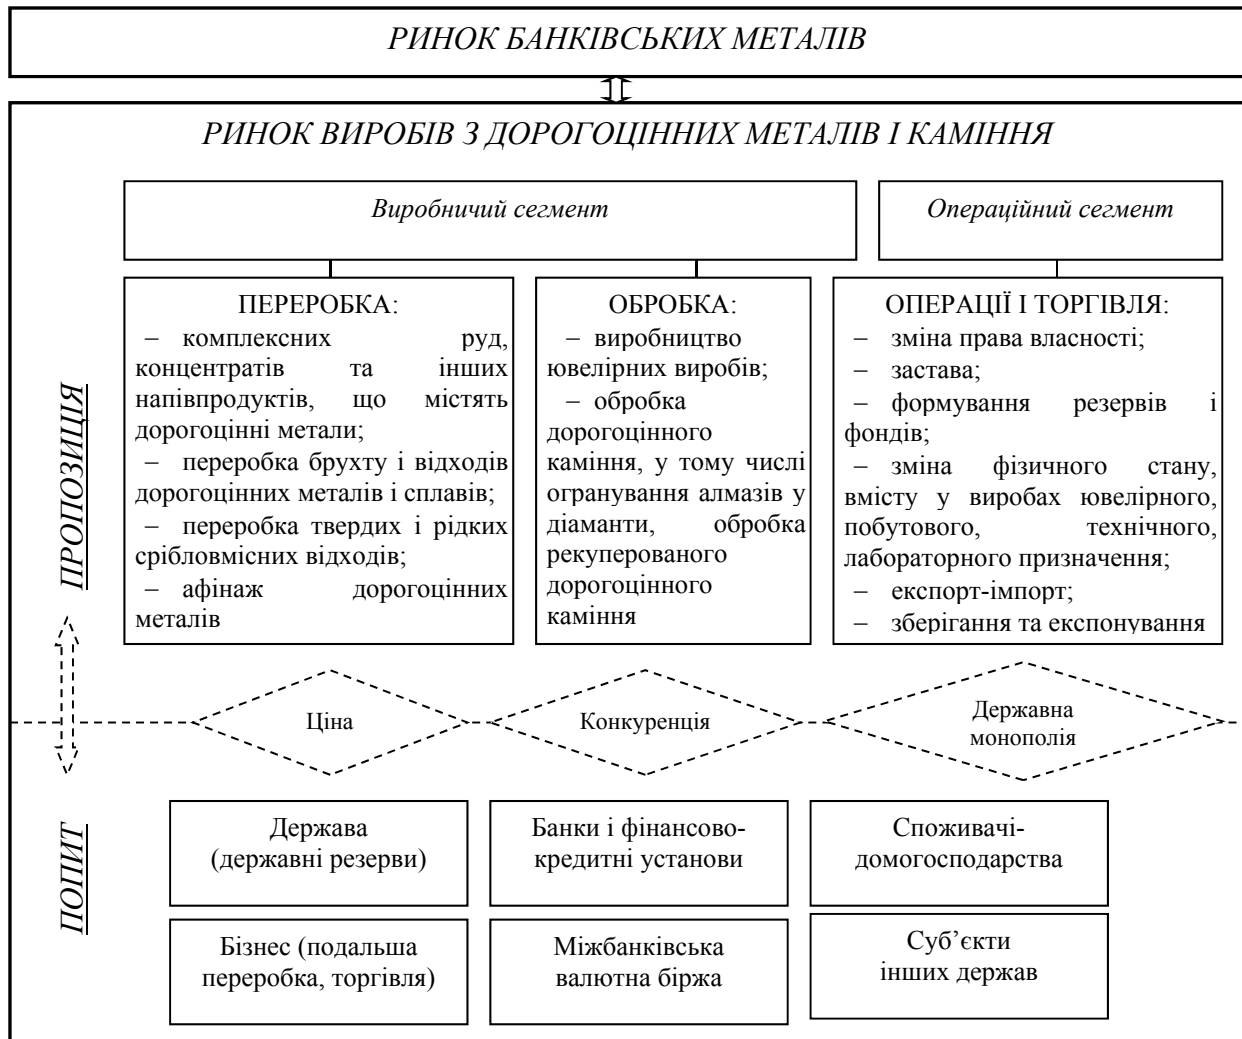 РИНОК БАНКІВСЬКИХ МЕТАЛІВ
РИНОК ВИРОБІВ З ДОРОГОЦІННИХ МЕТАЛІВ І КАМІННЯ
Виробничий сегмент
Операційний сегмент
ПРОПОЗИЦІЯ
ПЕРЕРОБКА:
– комплексних руд,
концентратів та інших
напівпродуктів, що містять
дорогоцінні метали;
– переробка брухту і відходів
дорогоцінних металів і сплавів;
– переробка твердих і рідких
срібловмісних відходів;
– афінаж дорогоцінних
металів
ОБРОБКА:
– виробництво
ювелірних виробів;
– обробка
дорогоцінного
каміння, у тому числі
огранування алмазів у
діаманти, обробка
рекуперованого
дорогоцінного
каміння
ОПЕРАЦІЇ І ТОРГІВЛЯ:
– зміна права власності;
– застава;
– формування резервів і
фондів;
– зміна фізичного стану,
вмісту у виробах ювелірного,
побутового, технічного,
лабораторного призначення;
– експорт-імпорт;
– зберігання та експонування
Ціна
Конкуренція
Державна
монополія
ПОПИТ
Держава
(державні резерви)
Банки і фінансово-
кредитні установи
Споживачі-
домогосподарства
Бізнес (подальша
переробка, торгівля)
Міжбанківська
валютна біржа
Суб’єкти
інших держав